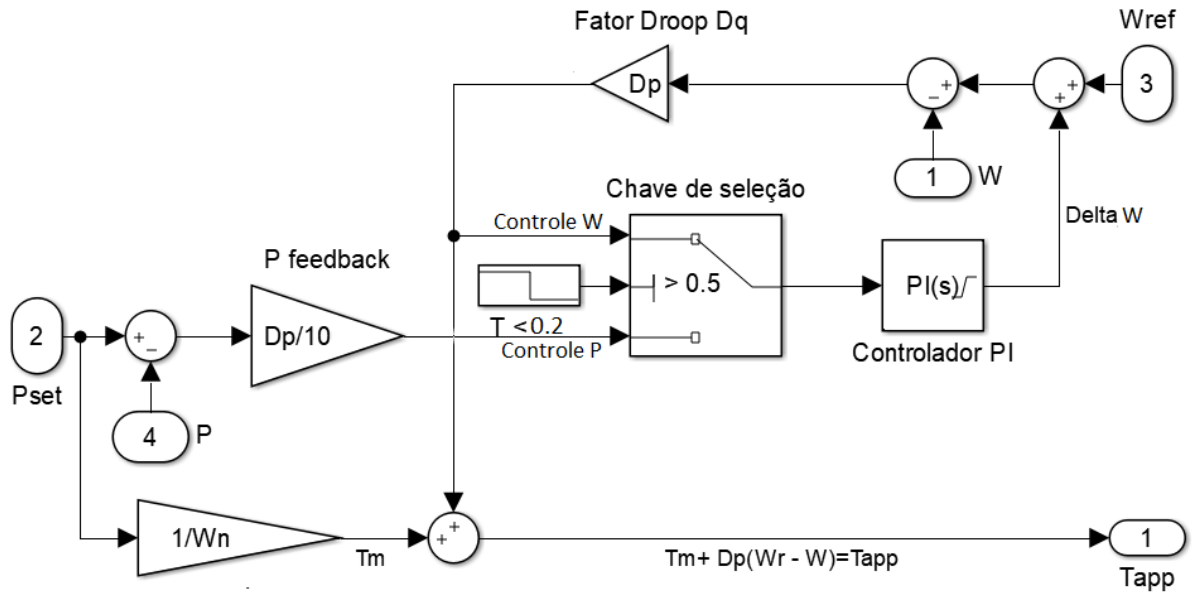 Fator Droop Dq
Wref
Dp
+
−
+
+
3
1
W
Chave de seleção
Controle W
Delta W
P feedback
> 0.5
PI(s)
2
+
−
Dp/10
T <0.2
Controle P
Controlador PI
Pset
4
P
1/Wn
Tm
+
+
Tm+ Dp(Wr - W)=Tapp
1
Tapp